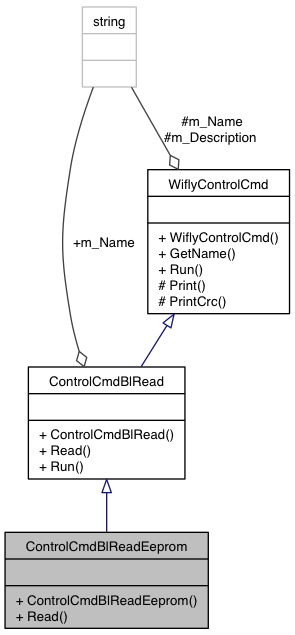 string
#m_Name
#m_Description
WiflyControlCmd
+ WiflyControlCmd()
+ GetName()
+ Run()
# Print()
# PrintCrc()
+m_Name
ControlCmdBlRead
+ ControlCmdBlRead()
+ Read()
+ Run()
ControlCmdBlReadEeprom
+ ControlCmdBlReadEeprom()
+ Read()